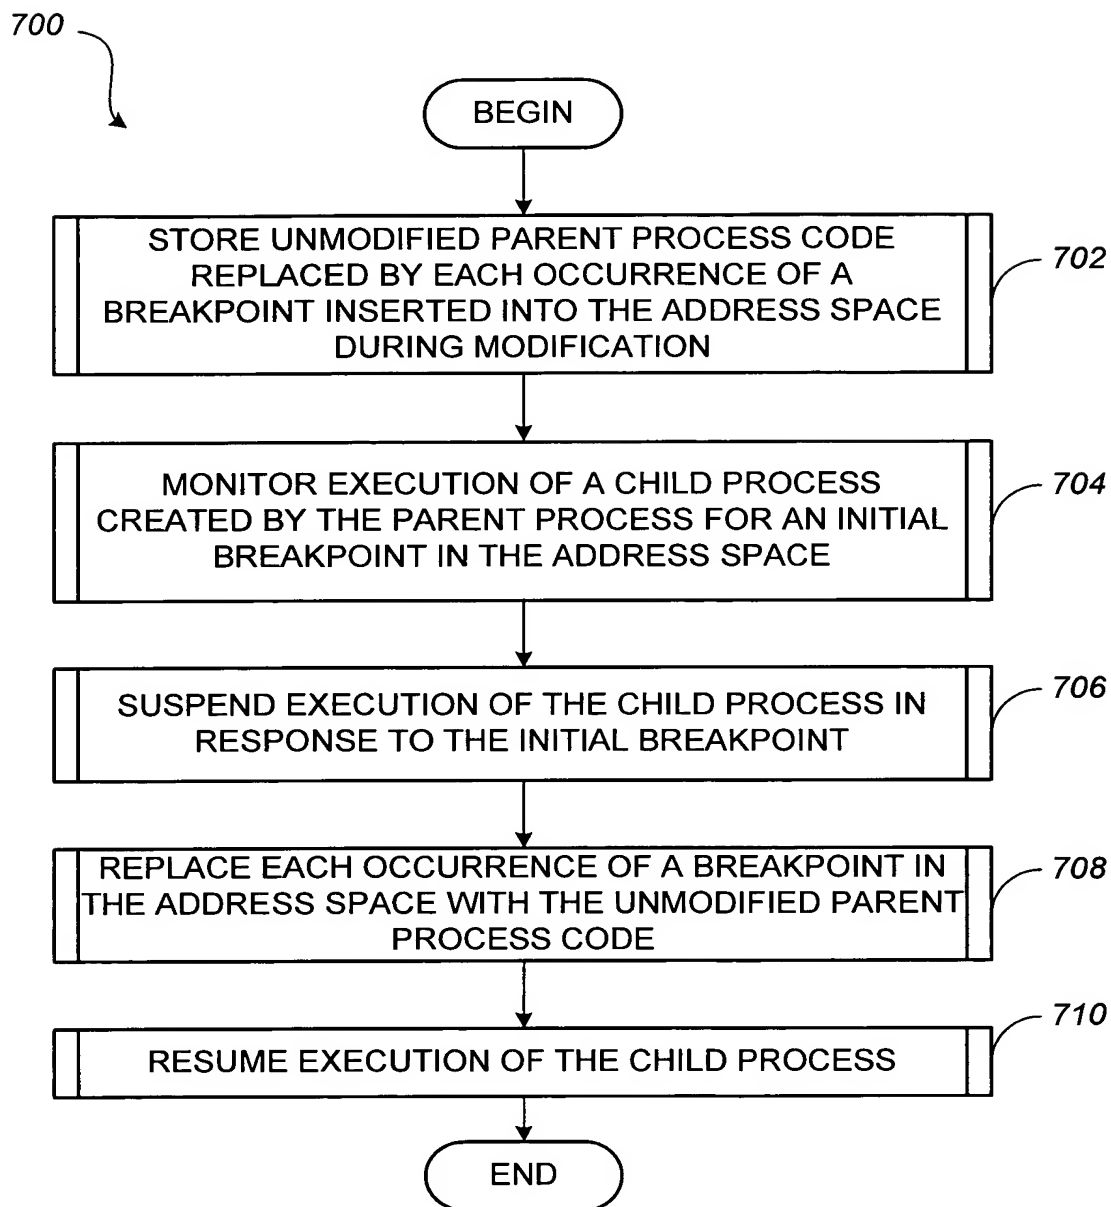 700
BEGIN
STORE UNMODIFIED PARENT PROCESS CODE
REPLACED BY EACH OCCURRENCE OF A
BREAKPOINT INSERTED INTO THE ADDRESS SPACE
DURING MODIFICATION
702
MONITOR EXECUTION OF A CHILD PROCESS
CREATED BY THE PARENT PROCESS FOR AN INITIAL
BREAKPOINT IN THE ADDRESS SPACE
704
SUSPEND EXECUTION OF THE CHILD PROCESS IN
RESPONSE TO THE INITIAL BREAKPOINT
706
REPLACE EACH OCCURRENCE OF A BREAKPOINT IN
THE ADDRESS SPACE WITH THE UNMODIFIED PARENT
PROCESS CODE
708
RESUME EXECUTION OF THE CHILD PROCESS
710
END